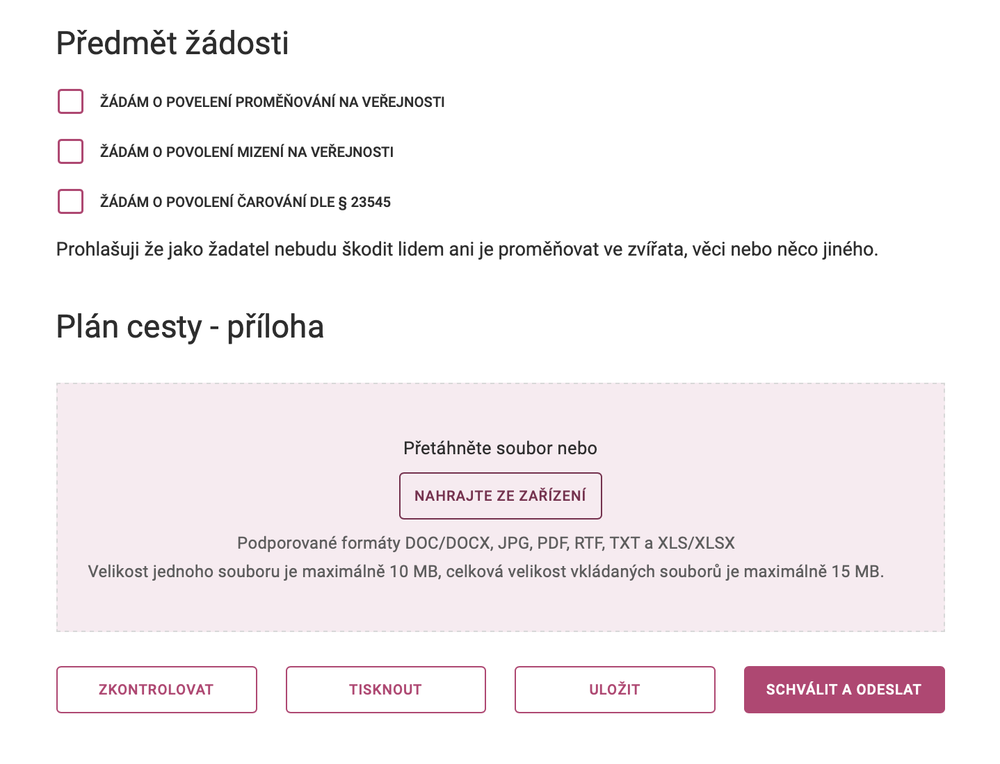 Předmět žádosti
ŽÁDÁM O POVELENÍ PROMĚŇOVÁNÍ NA VEŘEJNOSTI
ŽÁDÁM O POVOLENÍ MIZENÍ NA VEŘEJNOSTI
ŽÁDÁM O POVOLENÍ ČAROVÁNÍ DLE § 23545
Prohlašuji že jako žadatel nebudu škodit lidem ani je proměňovat ve zvířata, věci nebo něco jiného.
Plán cesty - příloha
Přetáhněte soubor nebo
NAHRAJTE ZE ZAŘÍZENÍ
Podporované formáty DOC/DOCX, JPG, PDF, RTF, TXT a XLS/XLSX
Velikost jednoho souboru je maximálně 10 MB, celková velikost vkládaných souborů je maximálně 15 MB.
ZKONTROLOVAT
TISKNOUT
ULOŽIT
SCHVÁLIT A ODESLAT